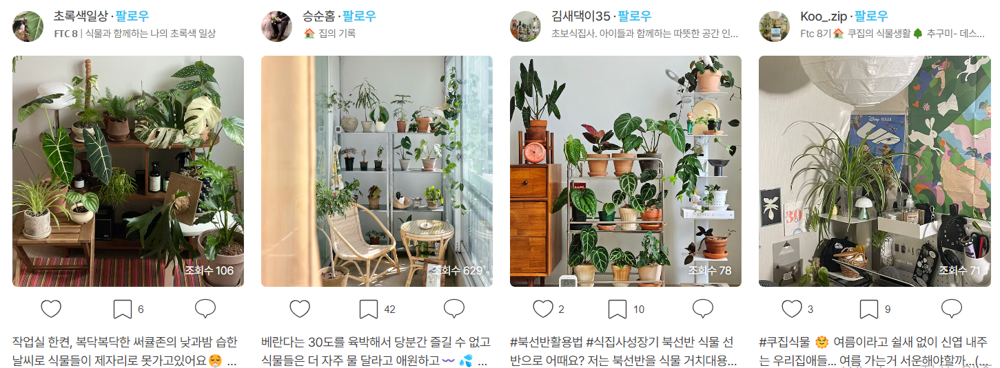 초록색일상 · 팔로우
FTC 8 | 식물과 함께하는 나의 초록색 일상
조회수 106
6
작업실 한켠, 복닥복닥한 써큘존의 낮과밤 습한
날씨로 식물들이 제자리로 못가고있어요😮‍💨 ...
승순홈 · 팔로우
🏠 집의 기록
조회수 629
42
베란다는 30도를 육박해서 당분간 즐길 수 없고
식물들은 더 자주 물 달라고 애원하고〰️ 💦 ...
김새댁이35 · 팔로우
초보식집사. 아이들과 함께하는 따뜻한 공간 인...
조회수 78
2
10
#북선반활용법 #식집사성장기 북선반 식물 선
반으로 어때요? 저는 북선반을 식물 거치대용...
Koo_.zip · 팔로우
Ftc 8기🏠 쿠집의 식물생활🌳 추구미- 데스...
Disney PIXAR
UP
30
조회수 71
3
9
#쿠집식물 🌞 여름이라고 쉴새 없이 신엽 내주
는 우리집애들... 여름 가는거 서운해야할까...(...